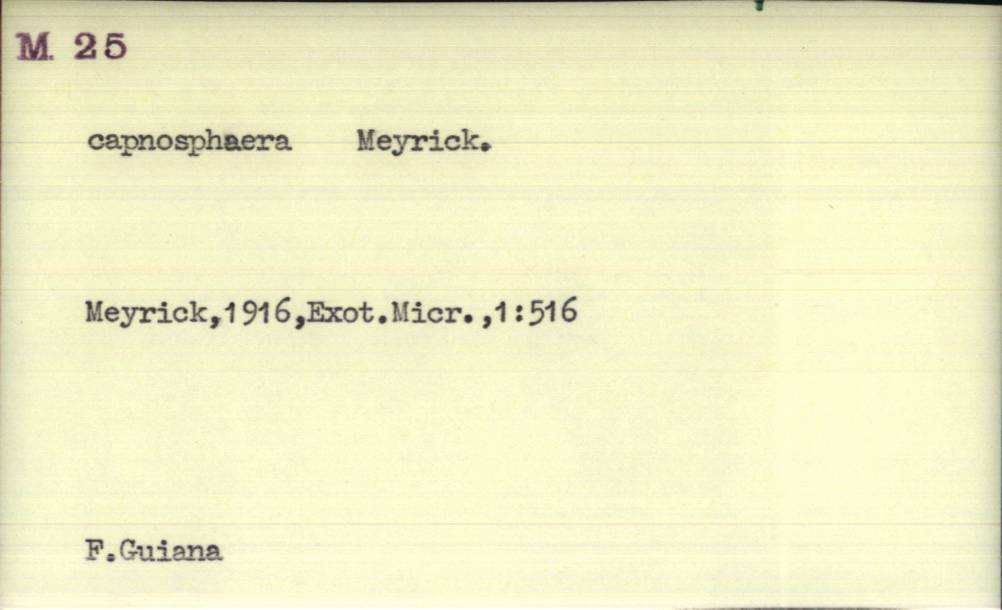 M. 25
capnosphaera Meyrick.
Meyrick,1916,Exot.Micr.,1:516
F.Guiana